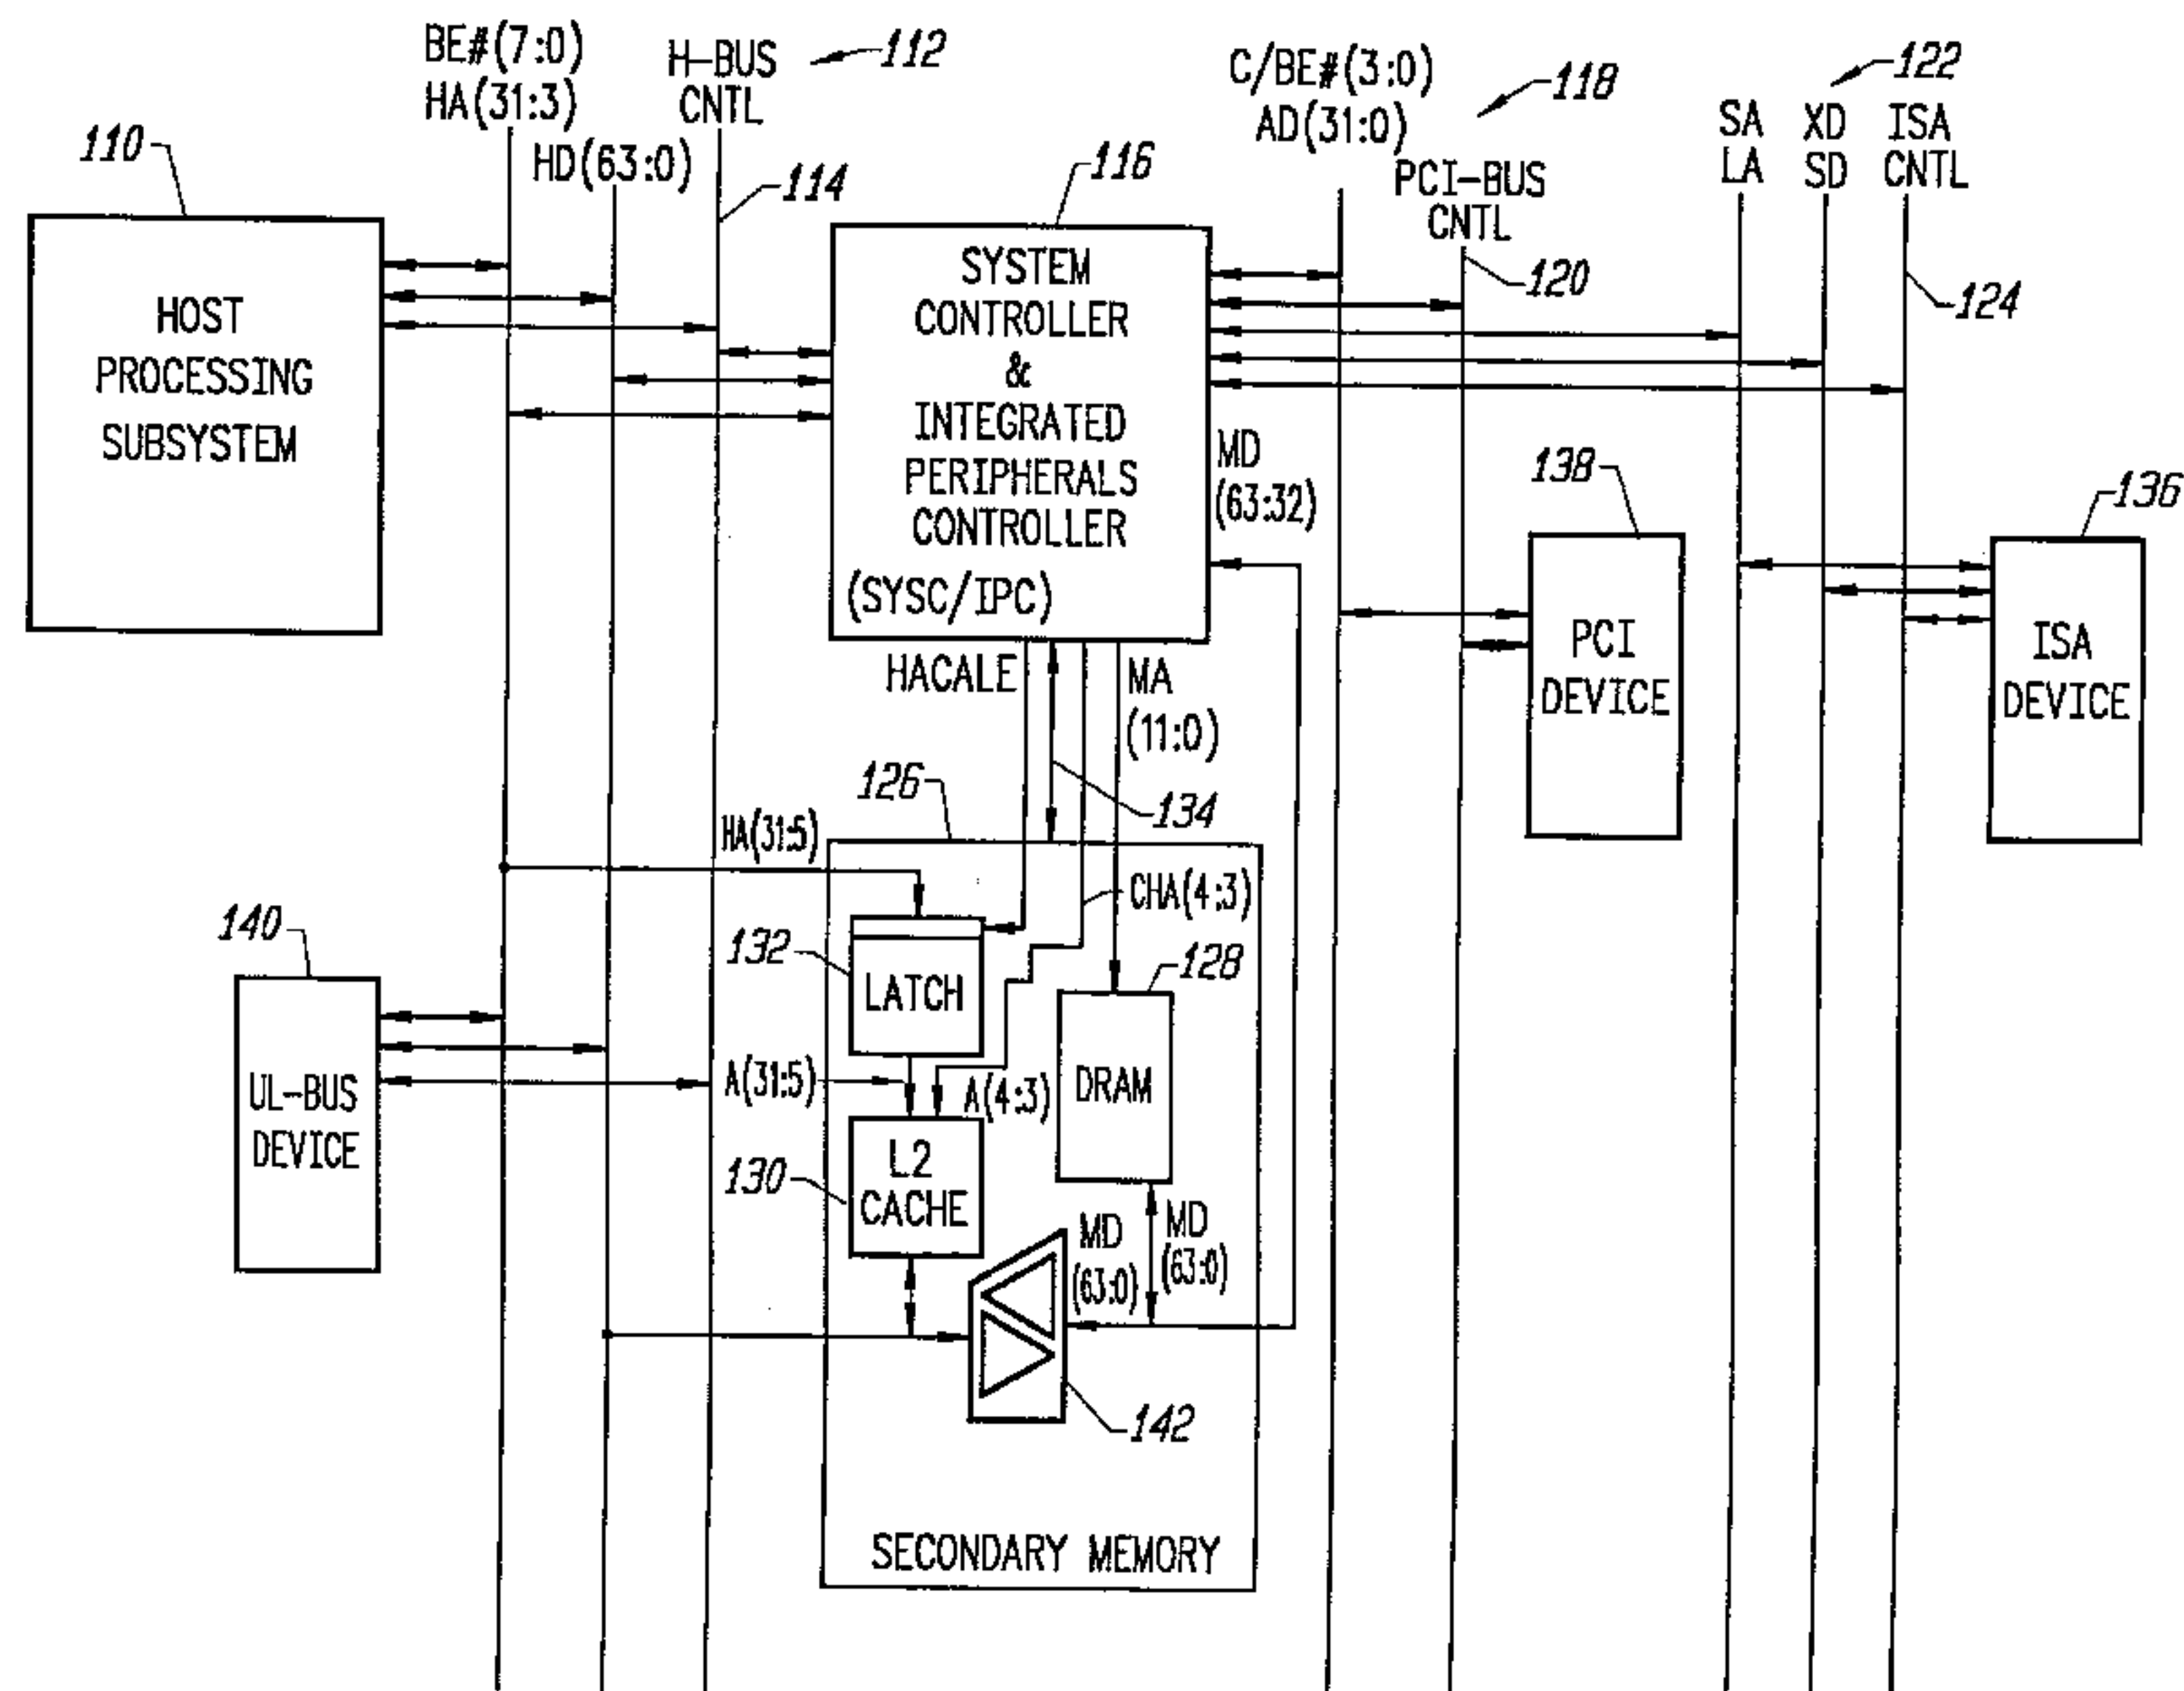 BE#(7:0)
HA(31:3)
HD(63:0)
H-BUS
CNTL
112
114
C/BE#(3:0)
AD(31:0)
118
PCI-BUS
CNTL
120
122
SA
LA
XD
SD
ISA
CNTL
124
110
HOST
PROCESSING
SUBSYSTEM
116
SYSTEM
CONTROLLER
&
INTEGRATED
PERIPHERALS
CONTROLLER
(SYSC/IPC)
MD
(63:32)
138
PCI
DEVICE
136
ISA
DEVICE
HACALE
MA
(11:0)
134
126
HA(31:5)
CHA(4:3)
140
UL-BUS
DEVICE
132
LATCH
128
DRAM
A(31:5)
A(4:3)
130
L2
CACHE
MD
(63:0)
MD
(63:0)
142
SECONDARY MEMORY